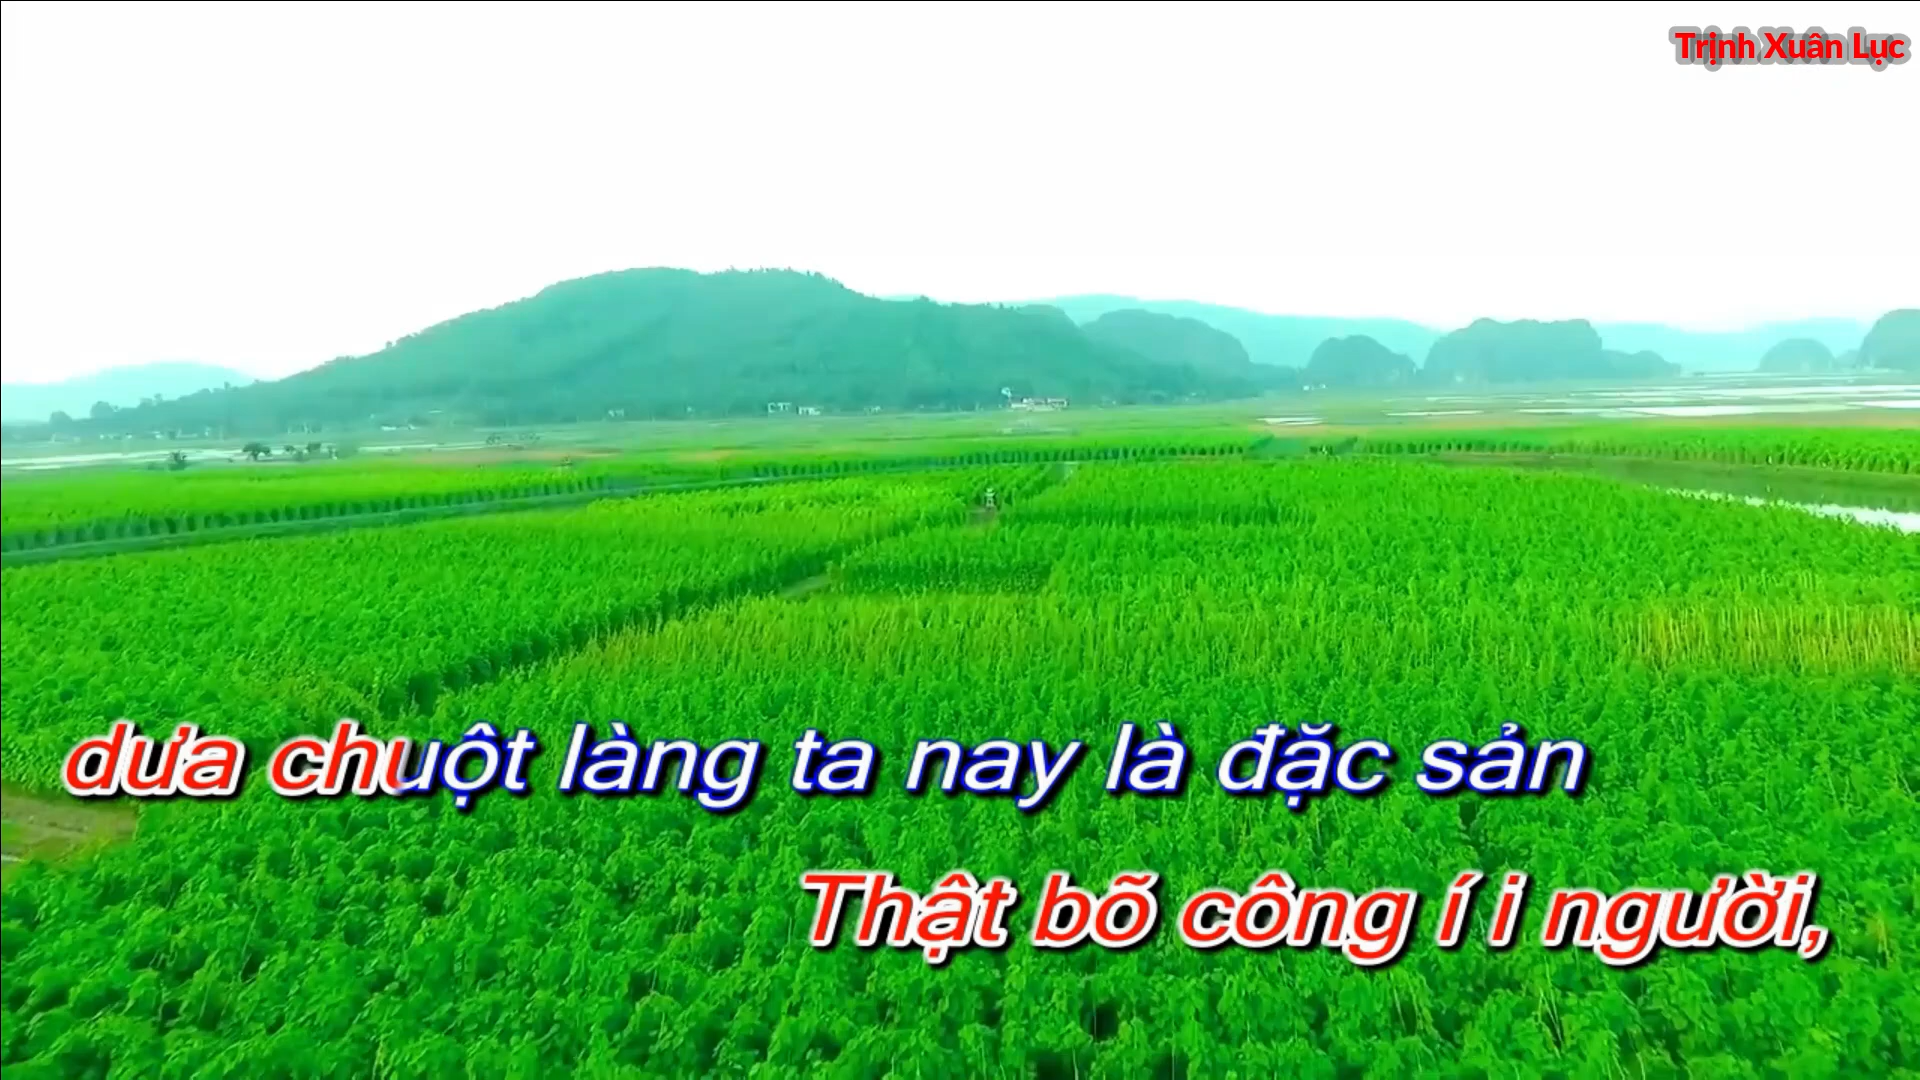 Trịnh Xuân Lục
dưa chuột làng ta nay là đặc sản
Thật bõ công í i người,